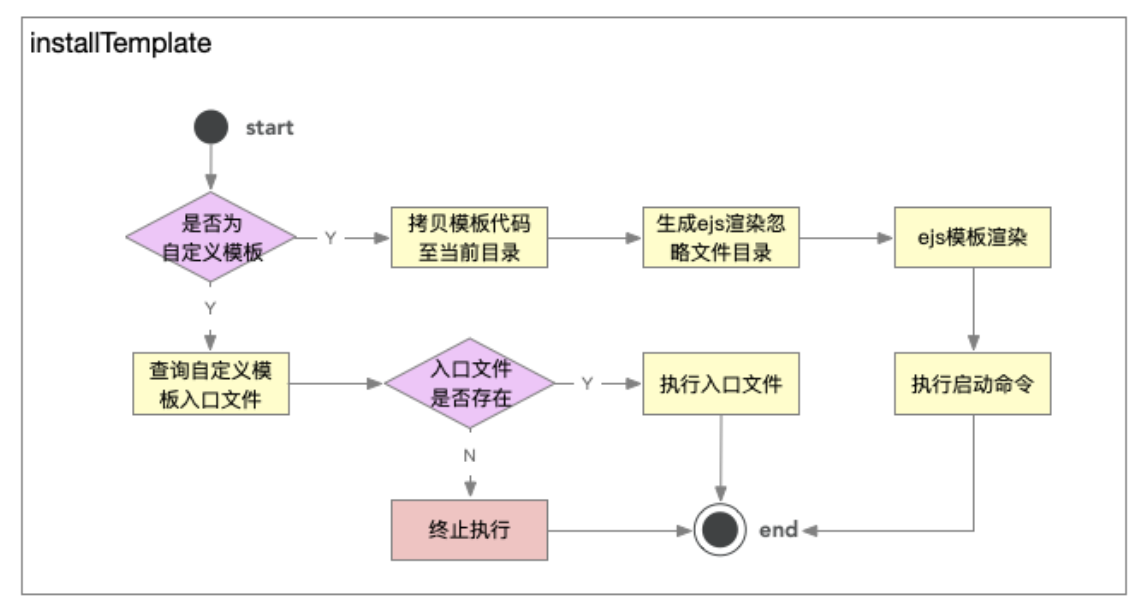 installTemplate
start
是否为
自定义模板
Y
拷贝模板代码
至当前目录
生成ejs渲染忽
略文件目录
ejs模板渲染
Y
查询自定义模
板入口文件
入口文件
是否存在
Y
执行入口文件
执行启动命令
N
终止执行
end